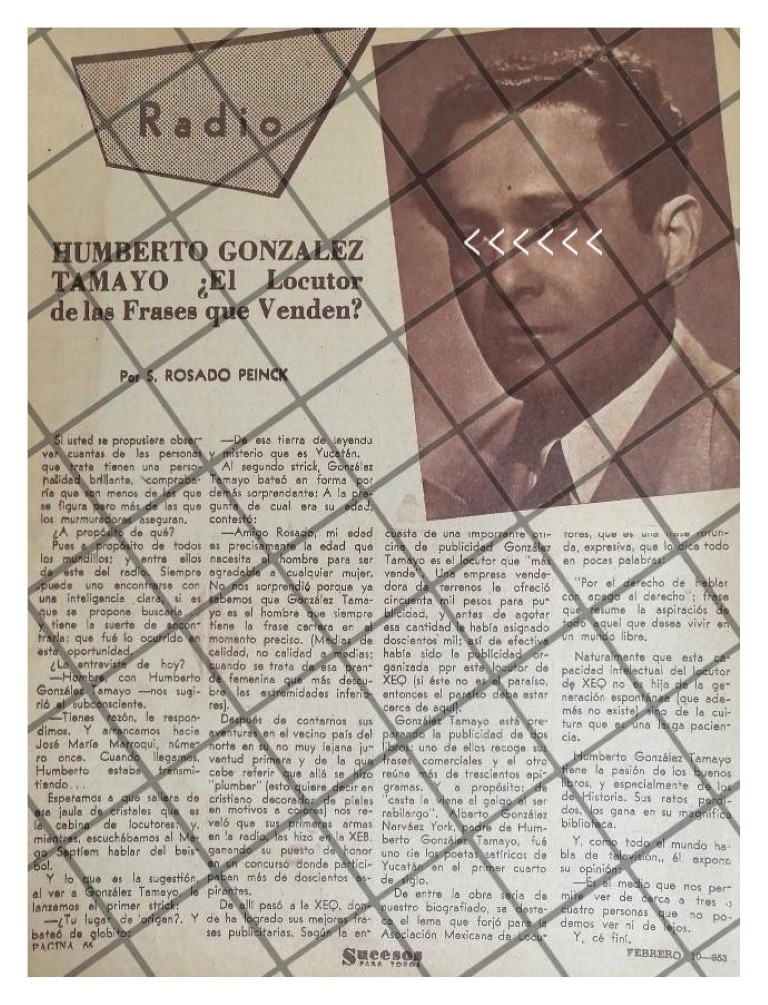 Radio
<<<<<<
HUMBERTO GONZALEZ
TAMAYO ¿El Locutor
de las Frases que Venden?
Por S. ROSADO PEINCK
Si usted se propusiera obser-
var cuantas de las personas
que trata tienen una perso-
nalidad brillante, comproba-
ría que son menos de las que
se figura pero más de las que
los murmuradores aseguran.
¿A propósito de qué?
Pues a propósito de todos
los mundillos; y entre ellos
de este del radio. Siempre
puede uno encontrarse con
una inteligencia clara, si es
que se propone buscarla
y tiene la suerte de encon-
trarla; que fué lo ocurrido en
esta oportunidad.
¿La entrevista de hoy?
—Hombre, con Humberto
González Tamayo —nos sugi-
rió el subconsciente.
—Tienes razón, le respon-
dimos. Y arrancamos hacia
José María Marroqui, núme-
ro once. Cuando llegamos,
Humberto estaba transmi-
tiendo...
Esperamos a que saliera de
esa jaula de cristales que es
la cabina de locutores; y,
mientras, escuchábamos al Ma-
go Septiem hablar del beis-
bol.
Y lo que es la sugestión,
al ver a González Tamayo, le
lanzamos el primer strick:
—¿Tu lugar de origen?. Y
bateó de globito:
PAGINA 66
—De esa tierra de leyenda
y misterio que es Yucatán.
Al segundo strick, González
Tamayo bateó en forma por
demás sorprendente: A la pre-
gunta de cual era su edad,
contestó:
—Amigo Rosado, mi edad
es precisamente la edad que
necesita el hombre para ser
agradable a cualquier mujer.
No nos sorprendió porque ya
sabemos que González Tama-
yo es el hombre que siempre
tiene la frase certera en el
momento preciso. (Medias de
calidad, no calidad a medias;
cuando se trata de esa pren-
da femenina que más descu-
bre las extremidades inferio-
res).
Después de contarnos sus
aventuras en el vecino país del
norte en su no muy lejana ju-
ventud primera y de la que
cabe referir que allá se hizo
"plumber" (esto quiere decir en
cristiano decorador de pieles
en motivos a colores) nos re-
veló que sus primeras armas
en la radio, las hizo en la XEB,
ganando su puesto de honor
en un concurso donde partici-
paban más de doscientos as-
pirantes.
De allí pasó a la XEQ, don-
de ha logrado sus mejores fra-
ses publicitarias. Según la en-
cuesta de una importante ofi-
cina de publicidad González
Tamayo es el locutor que "más
vende". Una empresa vende-
dora de terrenos le ofreció
cincuenta mil pesos para pu-
blicidad, y antes de agotar
esa cantidad le había asignado
doscientos mil; así de efectiva
había sido la publicidad or-
ganizada por este locutor de
XEQ (si éste no es el paraíso,
entonces el paraíso debe estar
cerca de aquí).
González Tamayo está pre-
parando la publicidad de dos
libros: uno de ellos recoge sus
frases comerciales y el otro
reúne más de trescientos epi-
gramas. Y a propósito; de
"casta le viene al galgo el ser
rabilargo". Alberto González
Narváez York, padre de Hum-
berto González Tamayo, fué
uno de los poetas satíricos de
Yucatán en el primer cuarto
de siglo.
De entre la obra seria de
nuestro biografiado, se desta-
ca el lema que forjó para la
Asociación Mexicana de Locu-
tores, que es una frase rotun-
da, expresiva, que lo dice todo
en pocas palabras:
"Por el derecho de hablar
con apego al derecho"; frase
que resume la aspiración de
todo aquel que desea vivir en
un mundo libre.
Naturalmente que esta ca-
pacidad intelectual del locutor
de XEQ no es hija de la ge-
neración espontánea (que ade-
más no existe) sino de la cul-
tura que es una larga pacien-
cia.
Humberto González Tamayo
tiene la pasión de los buenos
libros, y especialmente de los
de Historia. Sus ratos perdi-
dos, los gana en su magnífica
biblioteca.
Y, como todo el mundo ha-
bla de televisión,, él expone
su opinión:
—Es el medio que nos per-
mite ver de cerca a tres o
cuatro personas que no po-
demos ver ni de lejos.
Y, cé finí.
Sucesos
PARA TODOS
FEBRERO 10—953